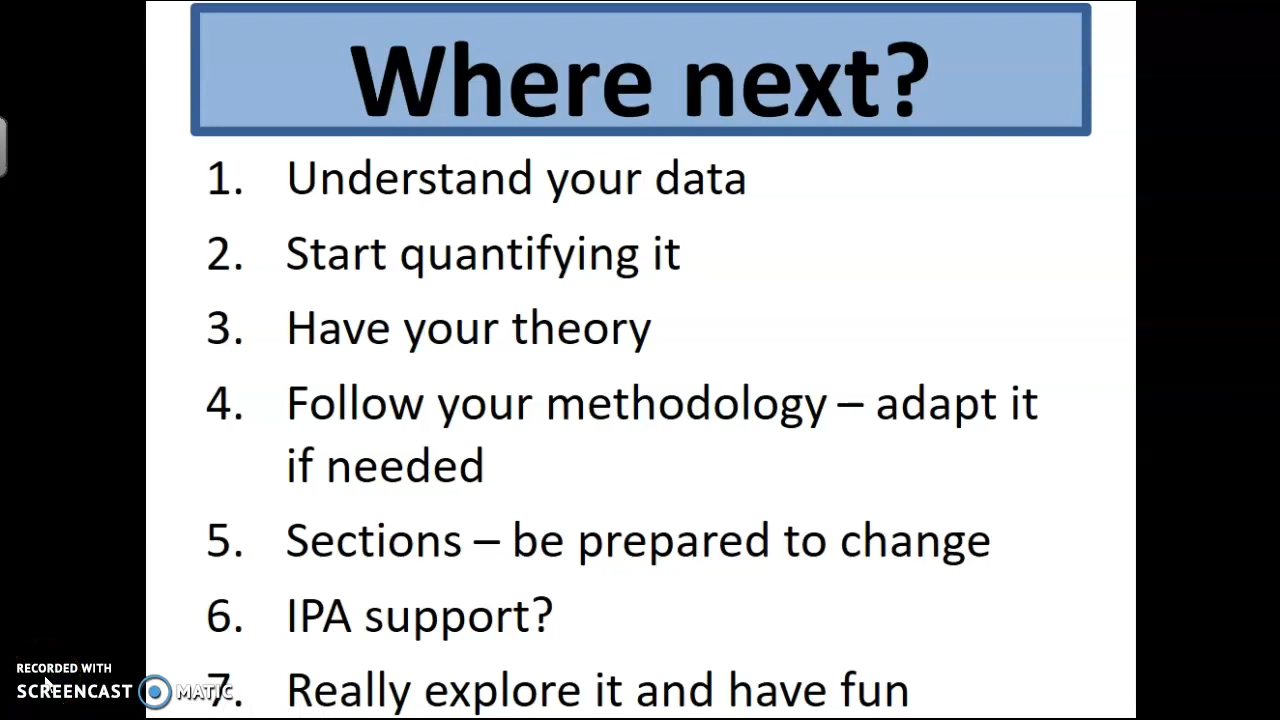 Where next?
1. Understand your data
2. Start quantifying it
3. Have your theory
4. Follow your methodology – adapt it
if needed
5. Sections – be prepared to change
6. IPA support?
7. Really explore it and have fun
RECORDED WITH
SCREENCAST MATIC